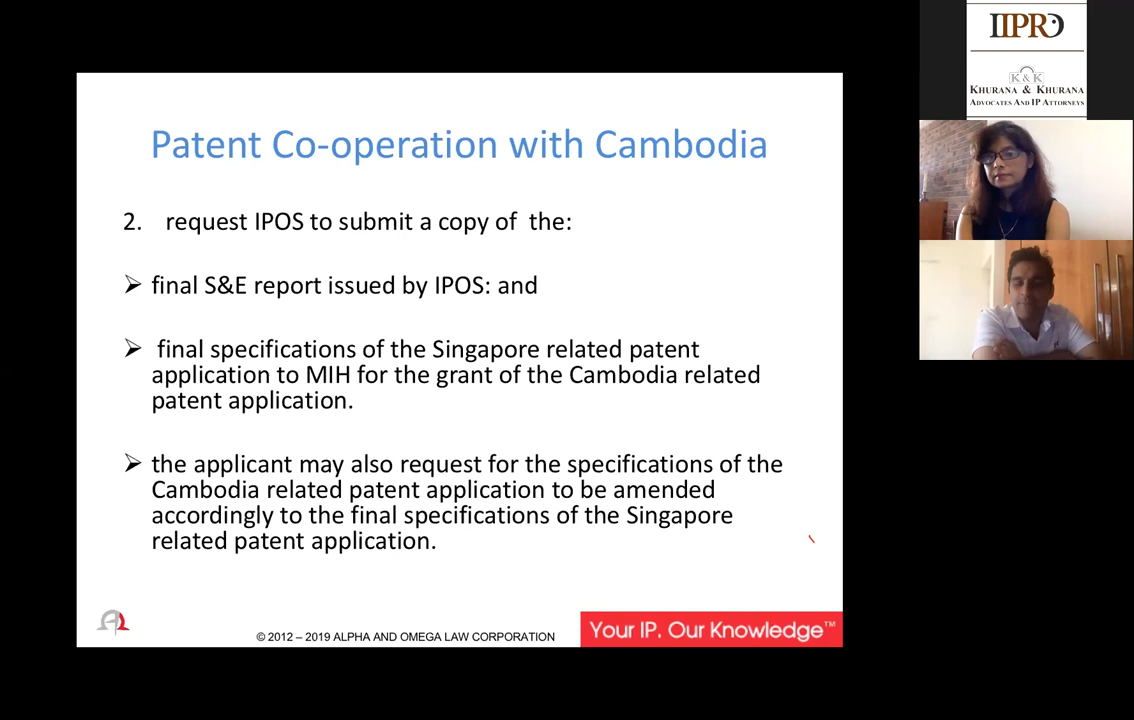 Patent Co-operation with Cambodia
2. request IPOS to submit a copy of the:
➢ final S&E report issued by IPOS: and
➢ final specifications of the Singapore related patent
application to MIH for the grant of the Cambodia related
patent application.
➢ the applicant may also request for the specifications of the
Cambodia related patent application to be amended
accordingly to the final specifications of the Singapore
related patent application.
© 2012 – 2019 ALPHA AND OMEGA LAW CORPORATION
Your IP. Our Knowledge™
IIPRD
K&K
KHURANA & KHURANA
ADVOCATES AND IP ATTORNEYS